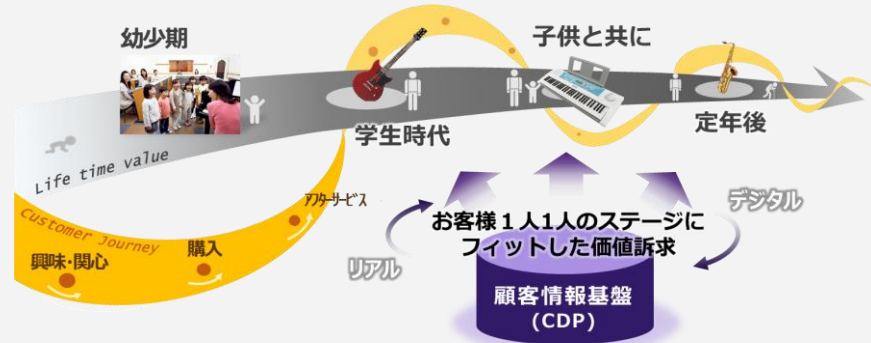 幼少期
学生時代
子供と共に
定年後
Life time value
Customer Journey
興味・関心
購入
アフターサービス
リアル
デジタル
お客様1人1人のステージに
フィットした価値訴求
顧客情報基盤
(CDP)